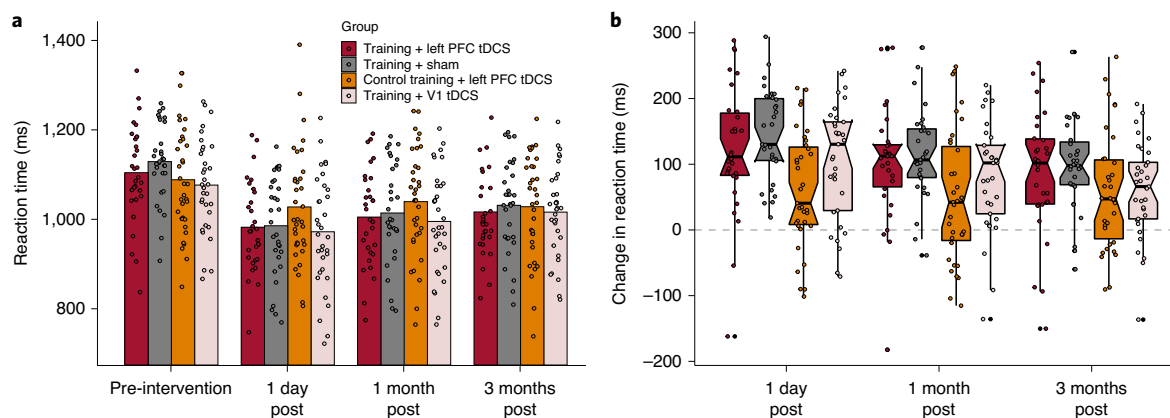 a
Group
Training + left PFC tDCS
Training + sham
Control training + left PFC tDCS
Training + V1 tDCS
Reaction time (ms)
1,400
1,200
1,000
800
Pre-intervention
1 day
post
1 month
post
3 months
post
b
Change in reaction time (ms)
300
200
100
0
−100
−200
1 day
post
1 month
post
3 months
post